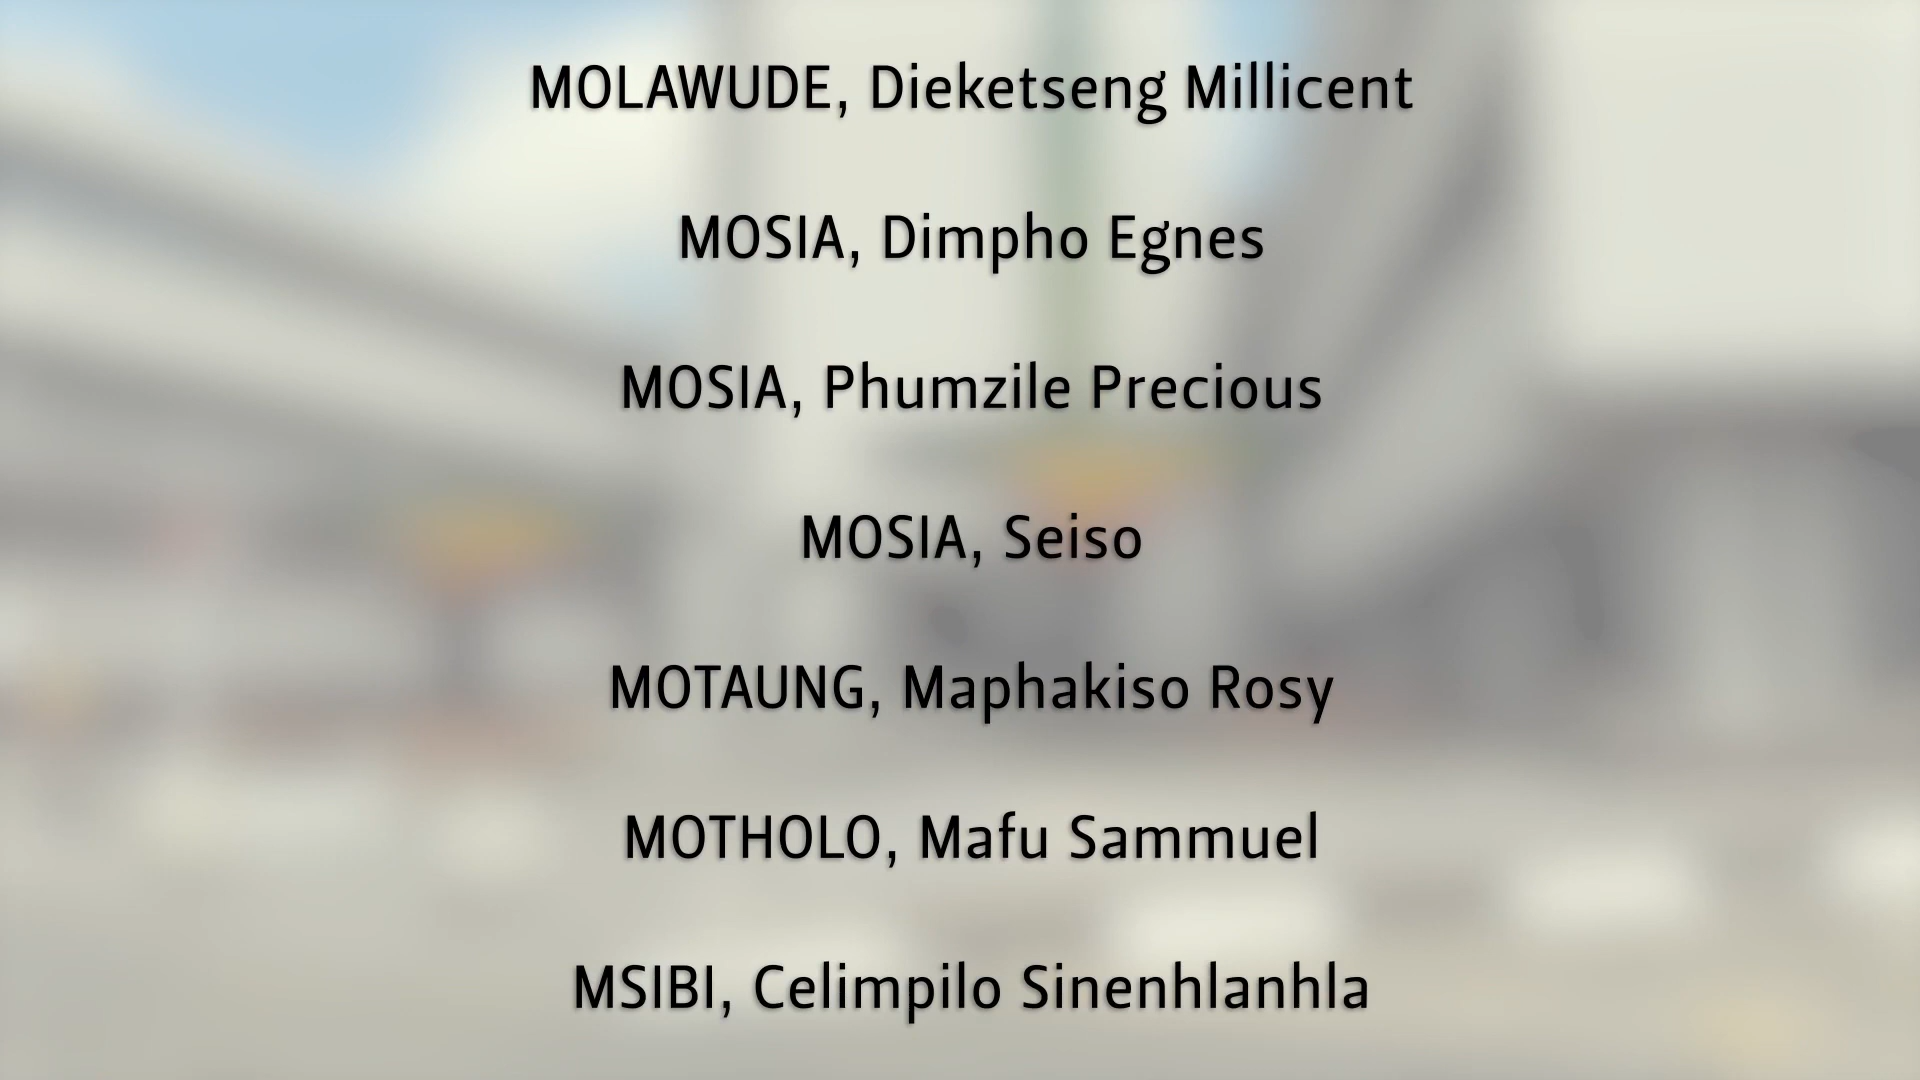 MOLAWUDE, Dieketseng Millicent
MOSIA, Dimpho Egnes
MOSIA, Phumzile Precious
MOSIA, Seiso
MOTAUNG, Maphakiso Rosy
MOTHOLO, Mafu Sammuel
MSIBI, Celimpilo Sinenhlanhla